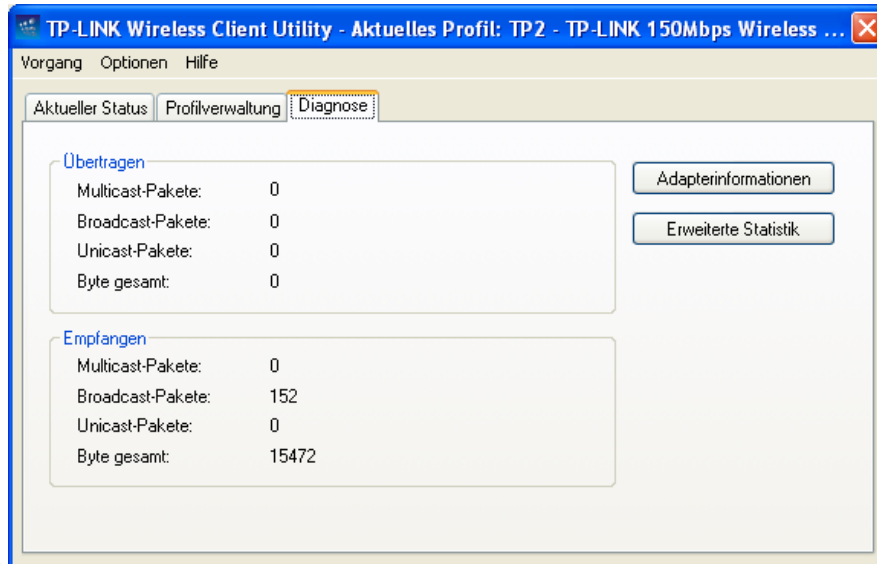 TP-LINK Wireless Client Utility - Aktuelles Profil: TP2 - TP-LINK 150Mbps Wireless ...
Vorgang Optionen Hilfe
Aktueller Status Profilverwaltung Diagnose
Übertragen
Multicast-Pakete: 0
Broadcast-Pakete: 0
Unicast-Pakete: 0
Byte gesamt: 0
Adapterinformationen
Erweiterte Statistik
Empfangen
Multicast-Pakete: 0
Broadcast-Pakete: 152
Unicast-Pakete: 0
Byte gesamt: 15472